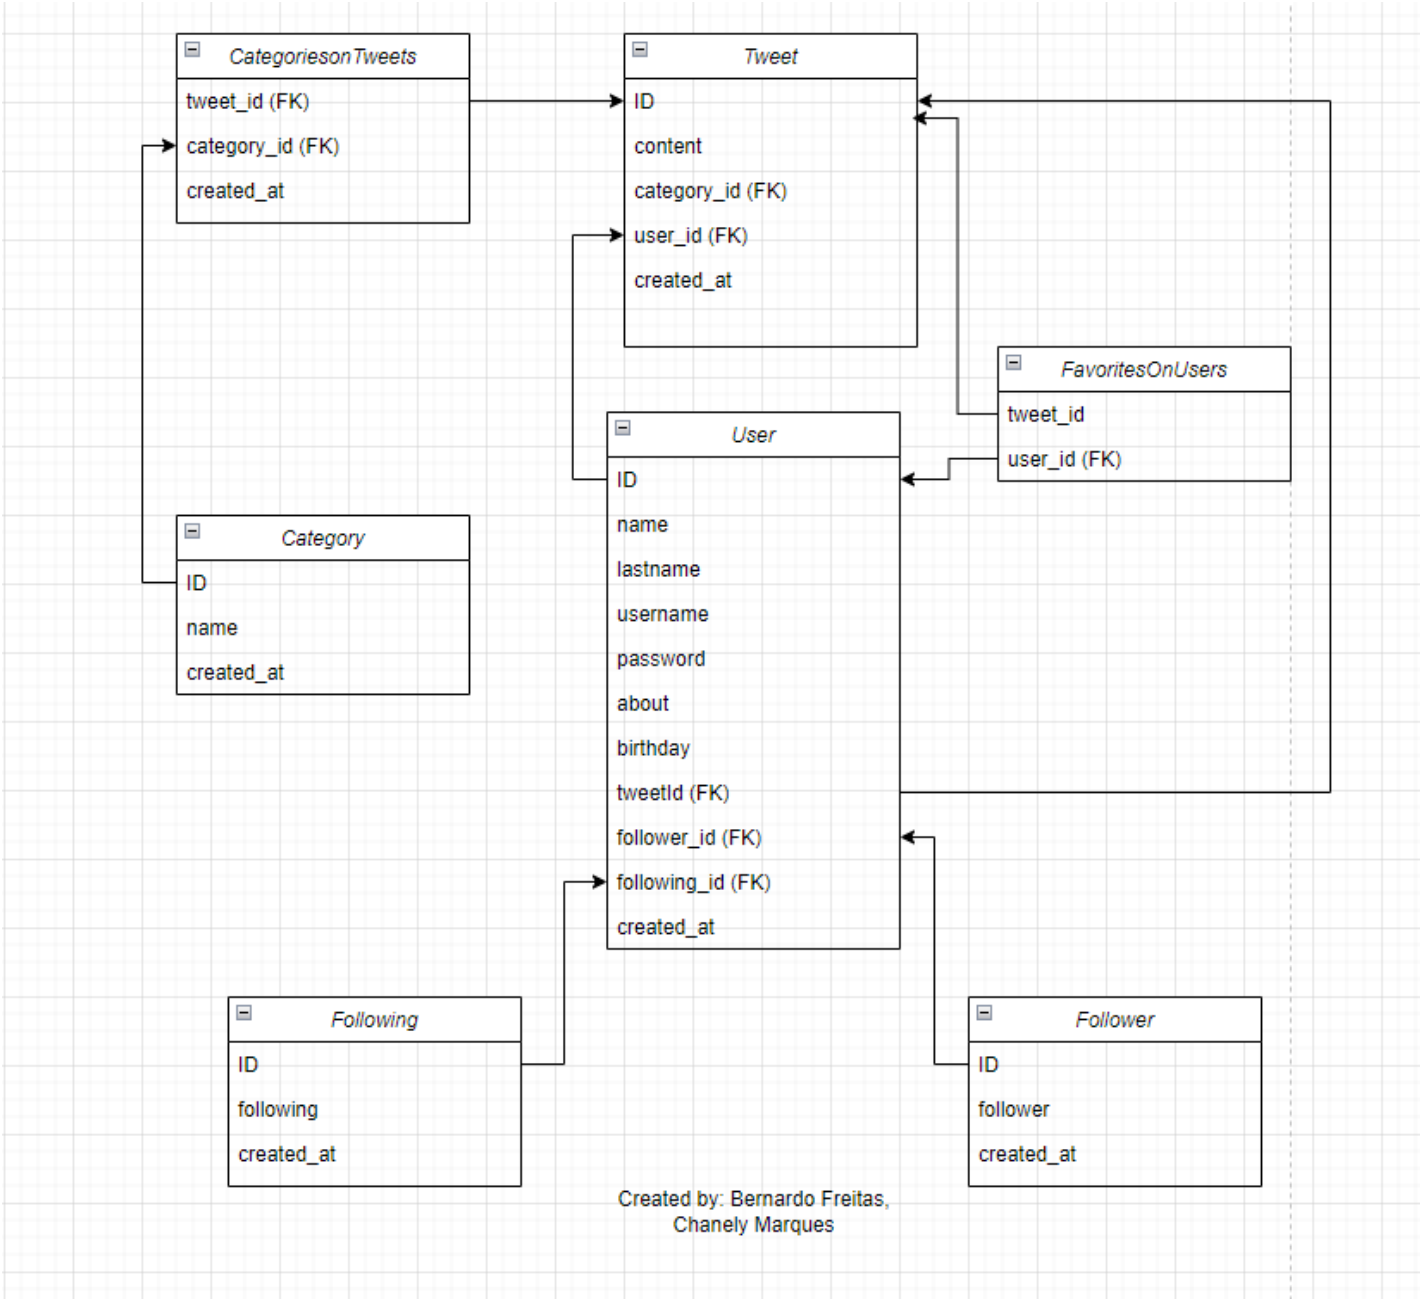 CategoriesonTweets
tweet_id (FK)
category_id (FK)
created_at
Tweet
ID
content
category_id (FK)
user_id (FK)
created_at
FavoritesOnUsers
tweet_id
user_id (FK)
User
ID
name
lastname
username
password
about
birthday
tweetId (FK)
follower_id (FK)
following_id (FK)
created_at
Category
ID
name
created_at
Following
ID
following
created_at
Follower
ID
follower
created_at
Created by: Bernardo Freitas,
Chanely Marques